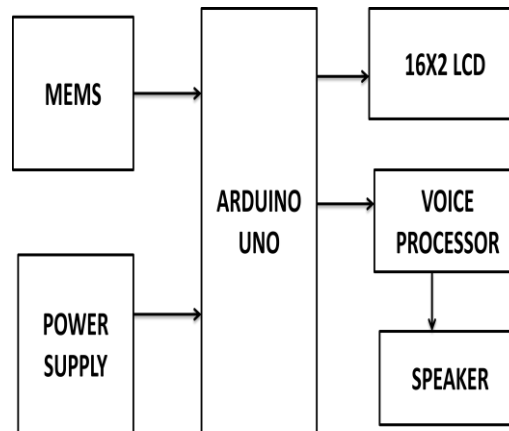 MEMS
16X2 LCD
ARDUINO
UNO
VOICE
PROCESSOR
POWER
SUPPLY
SPEAKER